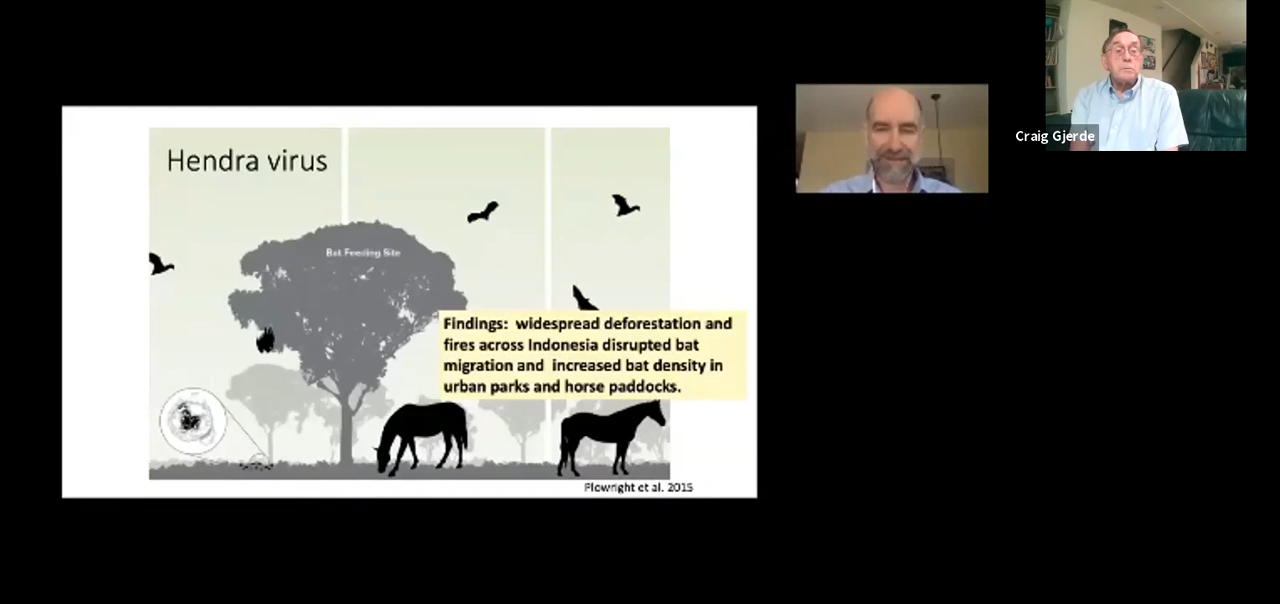 Hendra virus
Bat Feeding Site
Findings: widespread deforestation and
fires across Indonesia disrupted bat
migration and increased bat density in
urban parks and horse paddocks.
Plowright et al. 2015
Craig Gjerde